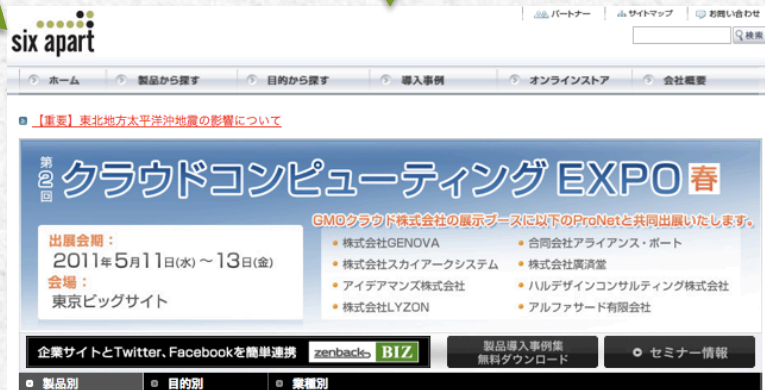 パートナー サイトマップ お問い合わせ
six apart
検索
ホーム 製品から探す 目的から探す 導入事例 オンラインストア 会社概要
【重要】東北地方太平洋沖地震の影響について
第2回 クラウドコンピューティング EXPO 春
GMOクラウド株式会社の展示ブースに以下のProNetと共同出展いたします。
出展会期：
2011年5月11日(水)～13日(金)
会場：
東京ビッグサイト
株式会社GENOVA
株式会社スカイアークシステム
アイデアマンズ株式会社
株式会社LYZON
合同会社アライアンス・ポート
株式会社廣済堂
ハルデザインコンサルティング株式会社
アルファサード有限会社
企業サイトとTwitter、Facebookを簡単連携 zenback BIZ
製品導入事例集
無料ダウンロード
セミナー情報
製品別 目的別 業種別